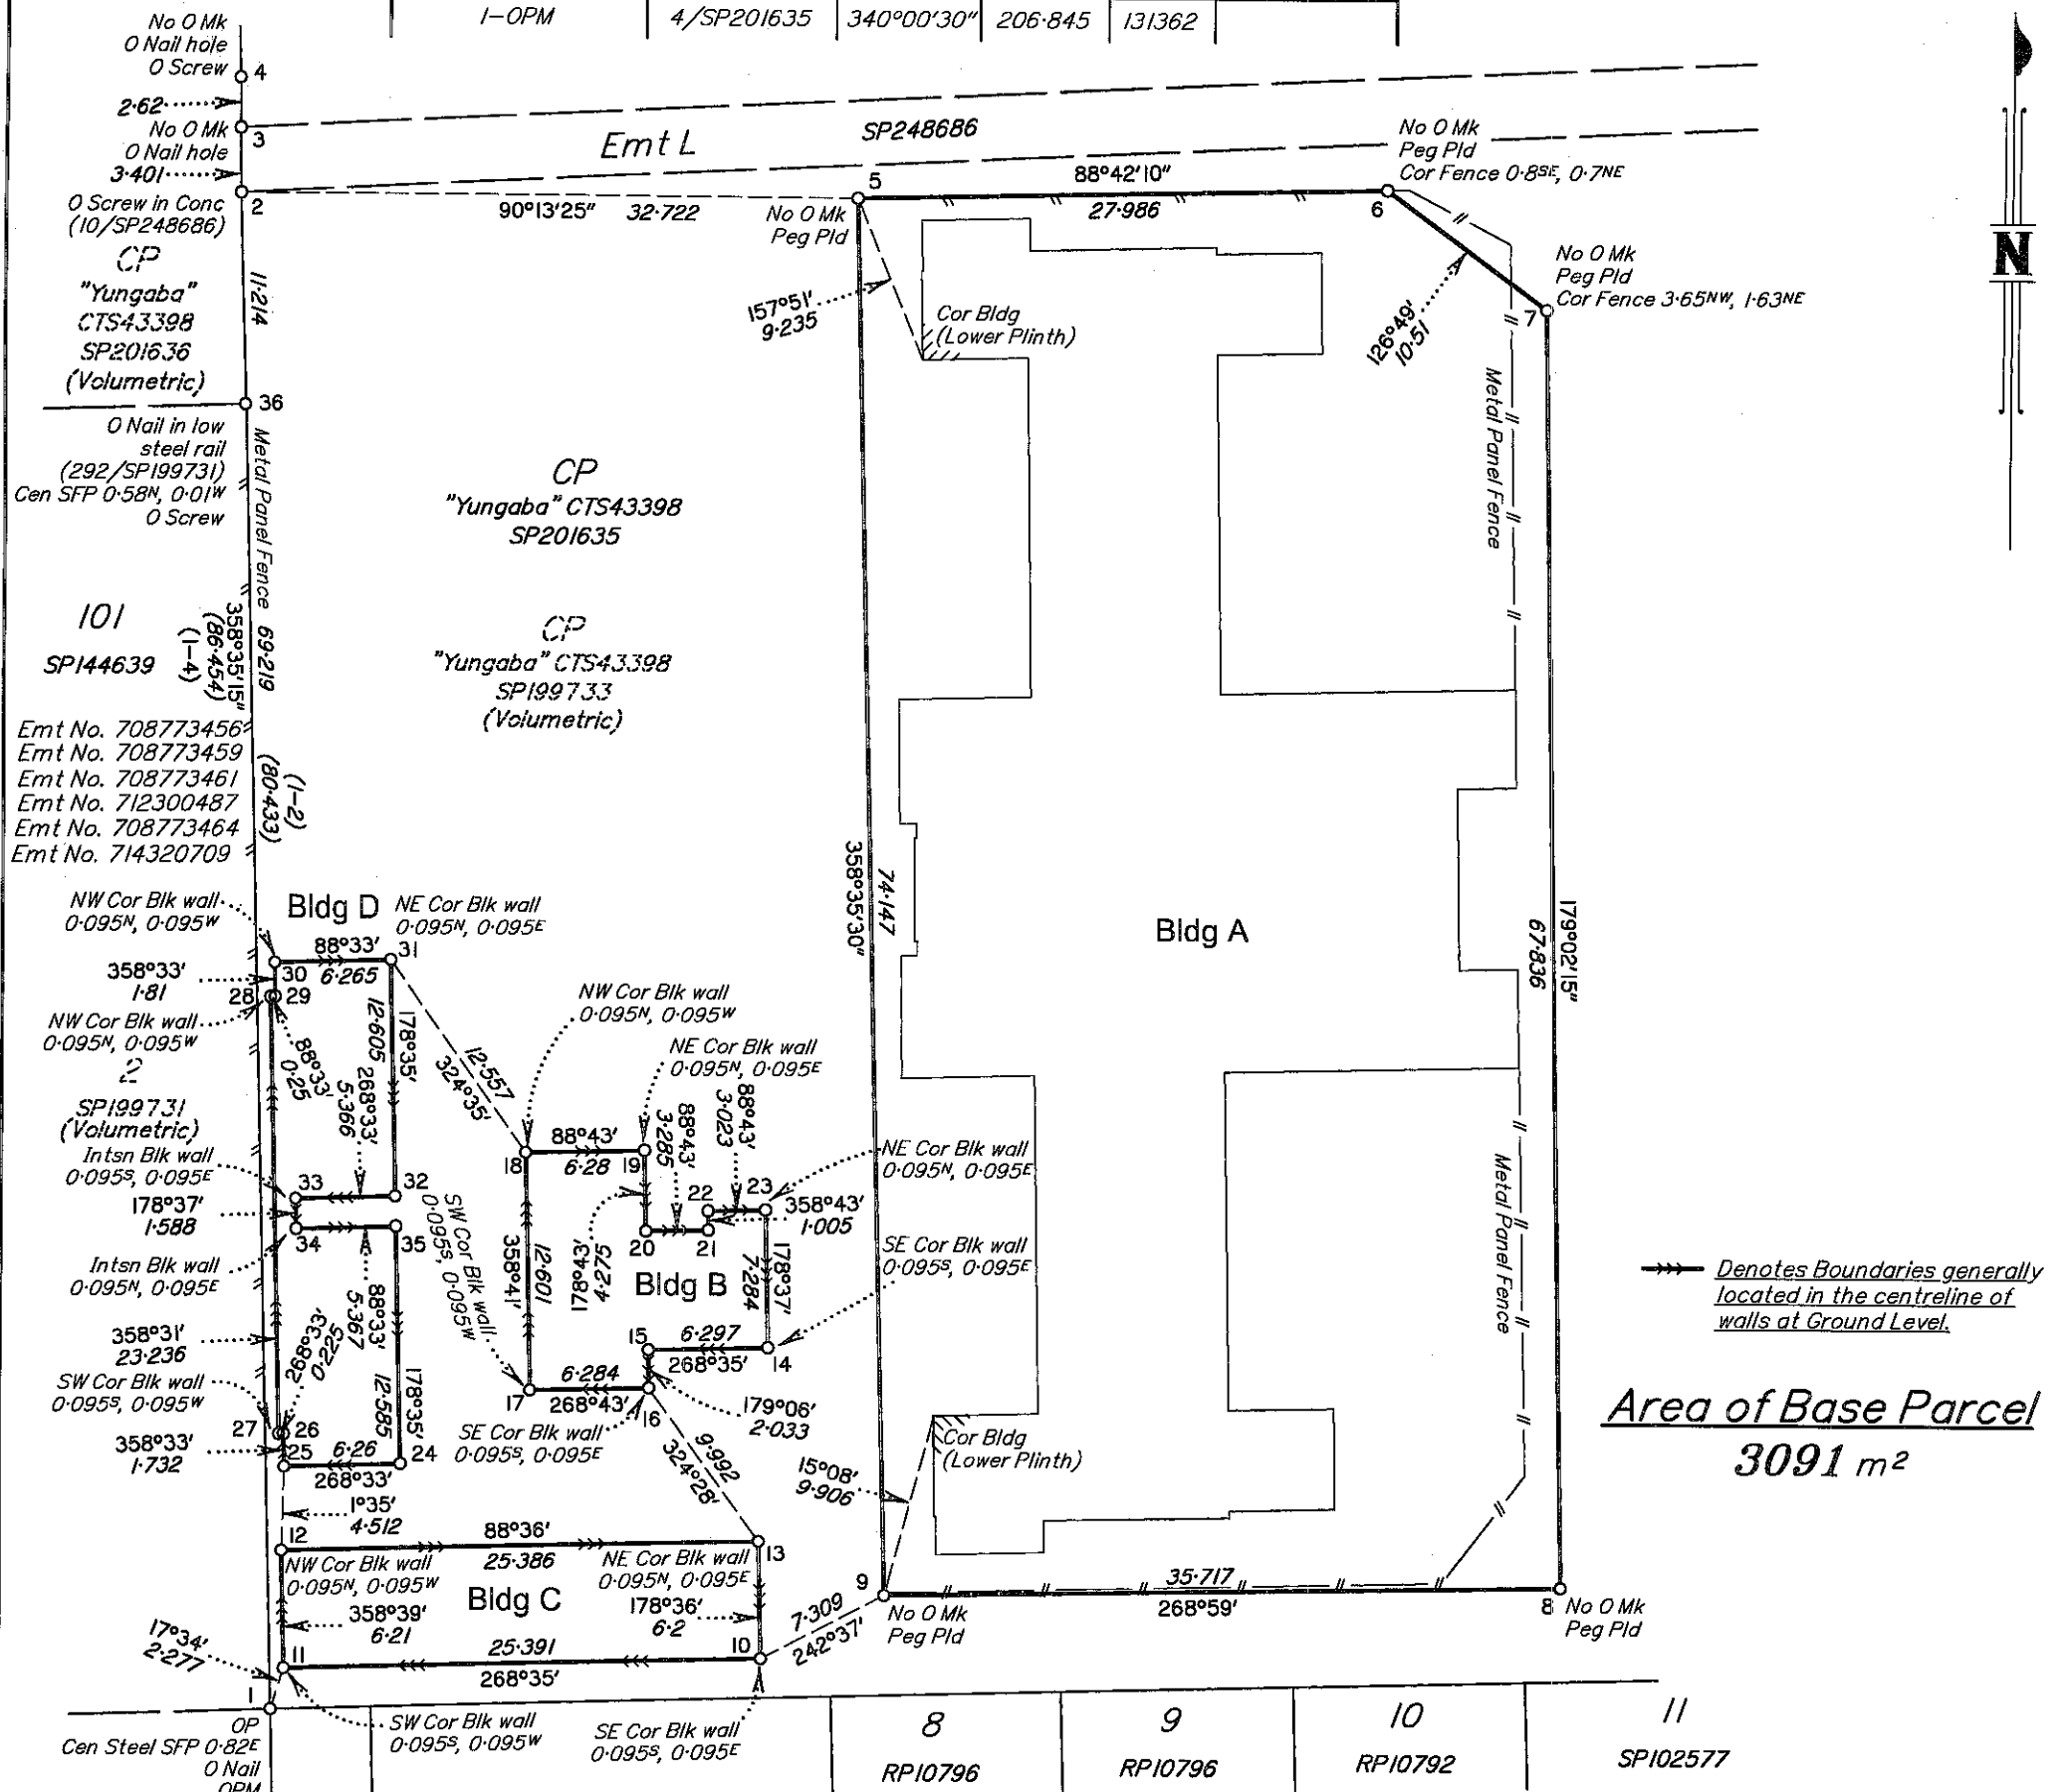 1-OPM 4/SP201635 340°00'30" 206·845 131362
No O Mk
O Nail hole
O Screw
4
2·62
No O Mk
O Nail hole
3
3·401
O Screw in Conc
(10/SP248686)
2
Emt L
SP248686
90°13'25" 32·722
No O Mk
Peg Pld
5
88°42'10"
27·986
6
No O Mk
Peg Pld
Cor Fence 0·8SE, 0·7NE
No O Mk
Peg Pld
Cor Fence 3·65NW, 1·63NE
7
126°49'
10·51
N
CP
"Yungaba"
CTS43398
SP201636
(Volumetric)
11·214
36
157°51'
9·235
Cor Bldg
(Lower Plinth)
O Nail in low
steel rail
(292/SP199731)
Cen SFP 0·58N, 0·01W
O Screw
Metal Panel Fence 69·219
Metal Panel Fence
CP
"Yungaba" CTS43398
SP201635
CP
"Yungaba" CTS43398
SP199733
(Volumetric)
101
SP144639
358°35'15"
(86·454)
(1-4)
Emt No. 708773456
Emt No. 708773459
Emt No. 708773461
Emt No. 712300487
Emt No. 708773464
Emt No. 714320709
(1-2)
(80·433)
358°35'30"
74·147
Bldg A
179°02'15"
67·836
NW Cor Blk wall
0·095N, 0·095W
Bldg D
NE Cor Blk wall
0·095N, 0·095E
88°33'
6·265
31
30
358°33'
1·81
28
29
NW Cor Blk wall
0·095N, 0·095W
88°33'
0·25
178°35'
12·605
268°33'
5·366
2
SP199731
(Volumetric)
Intsn Blk wall
0·095S, 0·095E
33
32
178°37'
1·588
34
35
Intsn Blk wall
0·095N, 0·095E
88°33'
5·367
358°31'
23·236
268°33'
0·225
178°35'
12·585
SW Cor Blk wall
0·095S, 0·095W
27
26
25
358°33'
1·732
6·26
268°33'
24
1°35'
4·512
12·557
324°35'
NW Cor Blk wall
0·095N, 0·095W
NE Cor Blk wall
0·095N, 0·095E
88°43'
6·28
18
19
88°43'
3·285
88°43'
3·023
22
23
NE Cor Blk wall
0·095N, 0·095E
358°43'
1·005
20
21
178°43'
4·275
SW Cor Blk wall
0·095S, 0·095W
358°41'
12·601
Bldg B
178°37'
7·284
SE Cor Blk wall
0·095S, 0·095E
15
6·297
268°35'
14
17
6·284
268°43'
16
179°06'
2·033
SE Cor Blk wall
0·095S, 0·095E
9·992
324°28'
Metal Panel Fence
Denotes Boundaries generally
located in the centreline of
walls at Ground Level.
Area of Base Parcel
3091 m²
Cor Bldg
(Lower Plinth)
15°08'
9·906
12
88°36'
25·386
13
NW Cor Blk wall
0·095N, 0·095W
NE Cor Blk wall
0·095N, 0·095E
Bldg C
358°39'
6·21
178°36'
6·2
11
25·391
268°35'
10
17°34'
2·277
7·309
242°37'
9
No O Mk
Peg Pld
35·717
268°59'
8
No O Mk
Peg Pld
1
OP
Cen Steel SFP 0·82E
O Nail
OPM
SW Cor Blk wall
0·095S, 0·095W
SE Cor Blk wall
0·095S, 0·095E
8
RP10796
9
RP10796
10
RP10792
11
SP102577